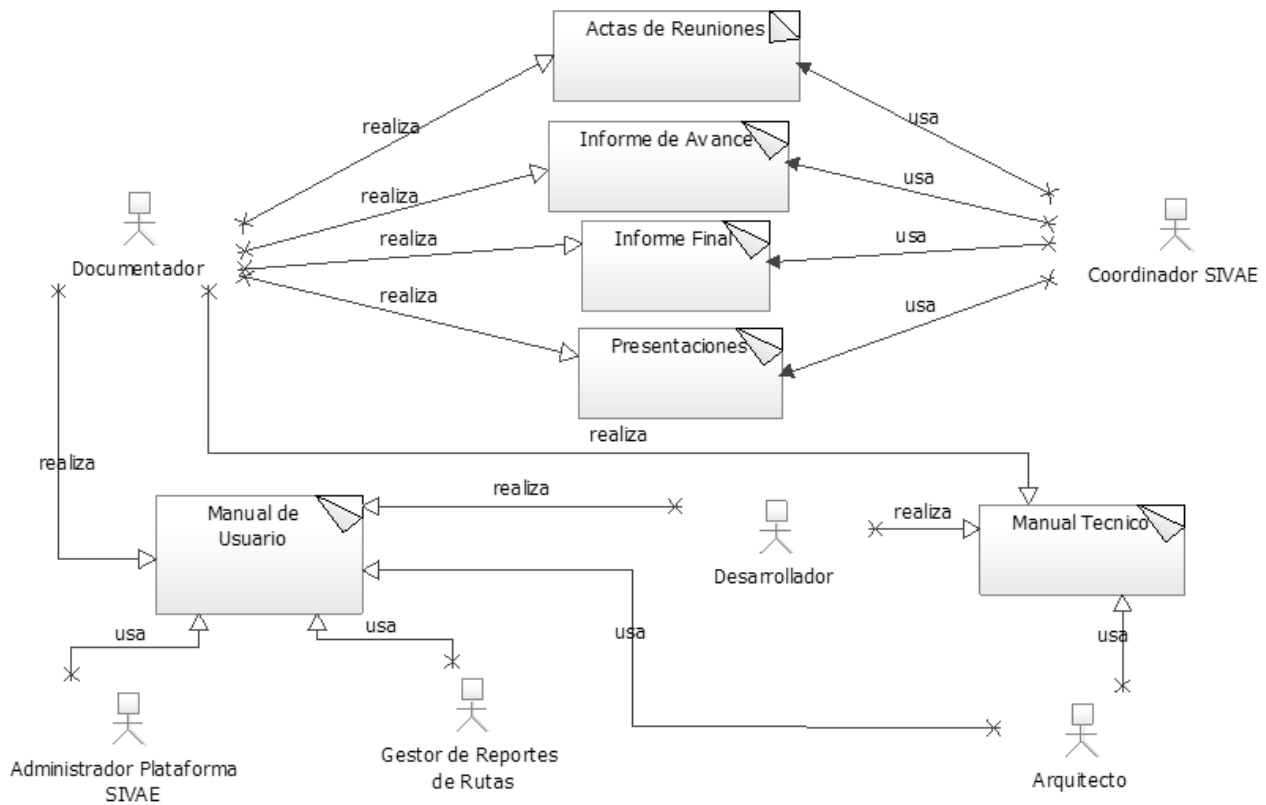 Actas de Reuniones
realiza
usa
Informe de Avance
realiza
usa
realiza
Informe Final
usa
Documentador
Coordinador SIVAE
realiza
usa
Presentaciones
realiza
realiza
realiza
Manual de
Usuario
realiza
Manual Tecnico
Desarrollador
usa
usa
usa
usa
Administrador Plataforma
SIVAE
Gestor de Reportes
de Rutas
Arquitecto